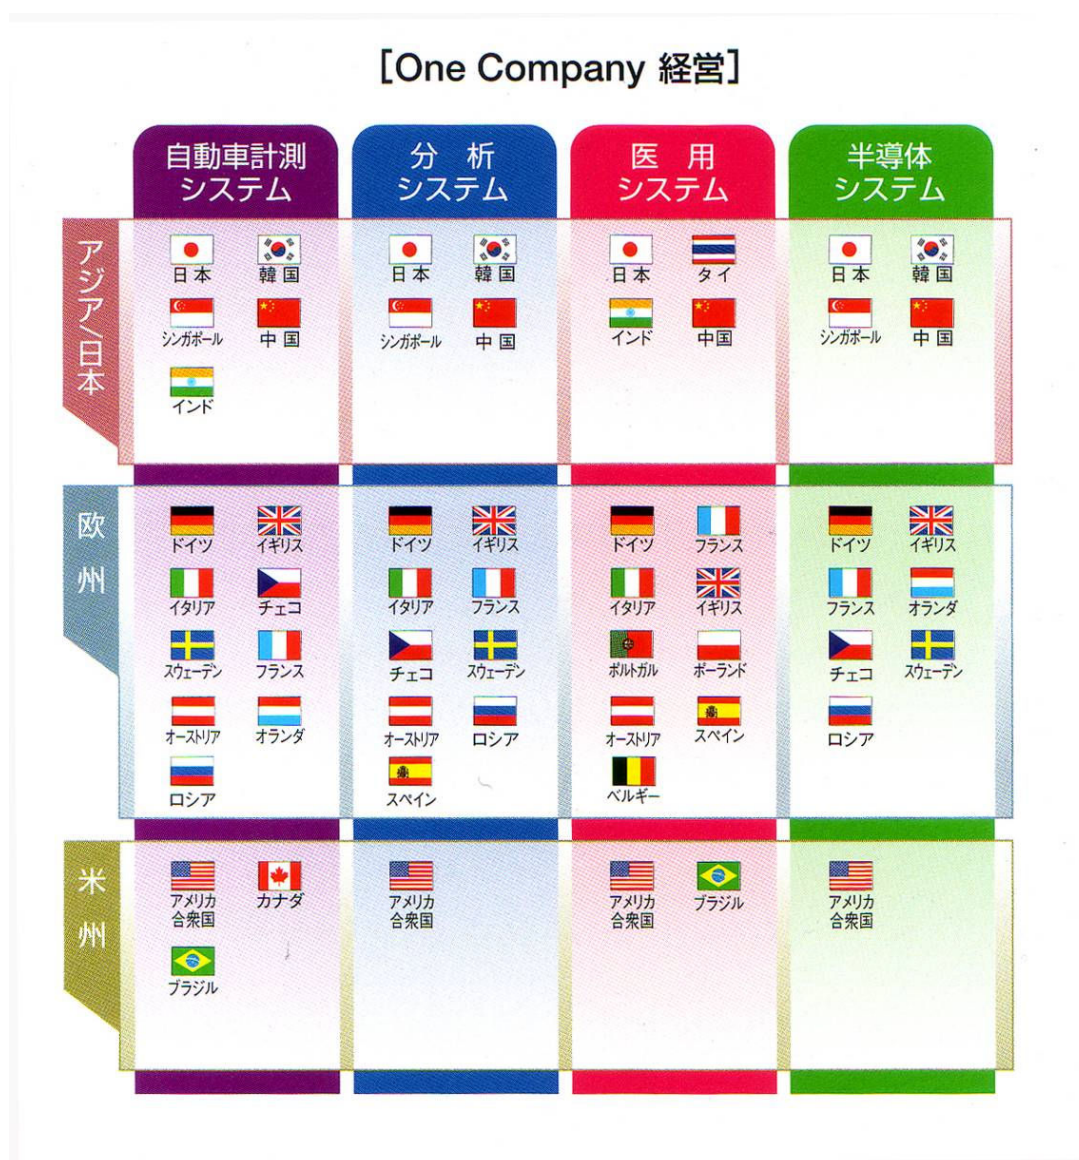 [One Company 経営]
自動車計測
システム
分 析
システム
医 用
システム
半導体
システム
アジア/日本
日本 韓国
シンガポール 中国
インド
日本 韓国
シンガポール 中国
日本 タイ
インド 中国
日本 韓国
シンガポール 中国
欧州
ドイツ イギリス
イタリア チェコ
スウェーデン フランス
オーストリア オランダ
ロシア
ドイツ イギリス
イタリア フランス
チェコ スウェーデン
オーストリア ロシア
スペイン
ドイツ フランス
イタリア イギリス
ポルトガル ポーランド
オーストリア スペイン
ベルギー
ドイツ イギリス
フランス オランダ
チェコ スウェーデン
ロシア
米州
アメリカ
合衆国
カナダ
ブラジル
アメリカ
合衆国
アメリカ
合衆国
ブラジル
アメリカ
合衆国